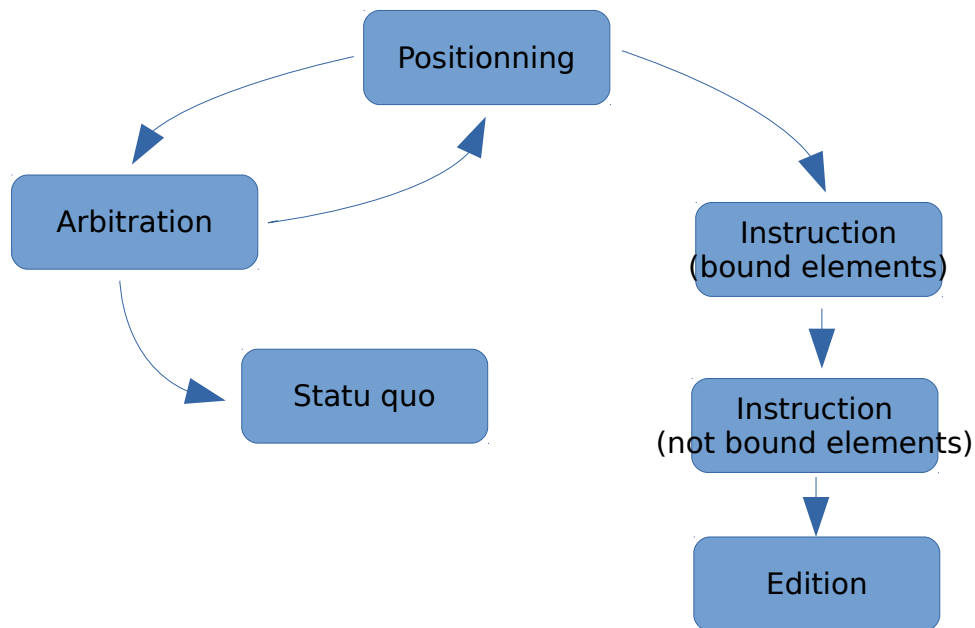 Positionning
Arbitration
Instruction
(bound elements)
Statu quo
Instruction
(not bound elements)
Edition